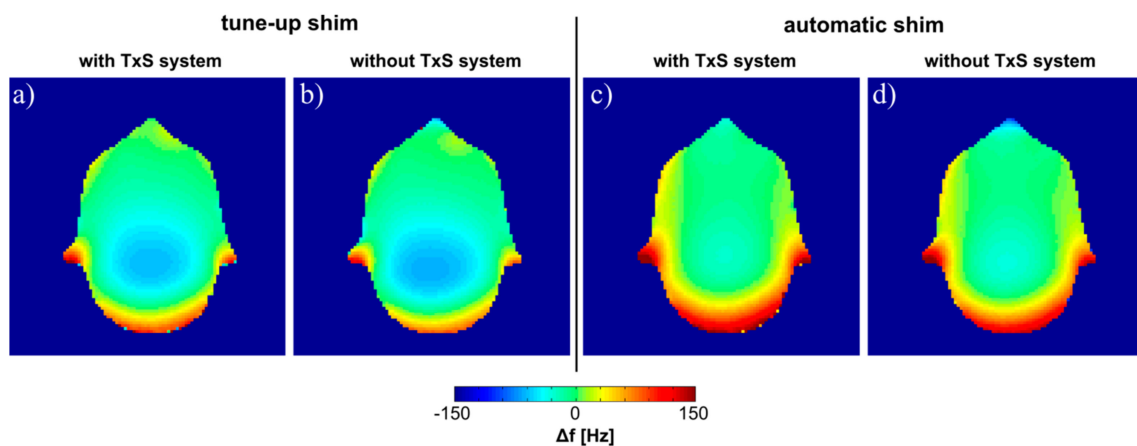 tune-up shim
automatic shim
with TxS system
without TxS system
with TxS system
without TxS system
a)
b)
c)
d)
-150
0
150
Δf [Hz]